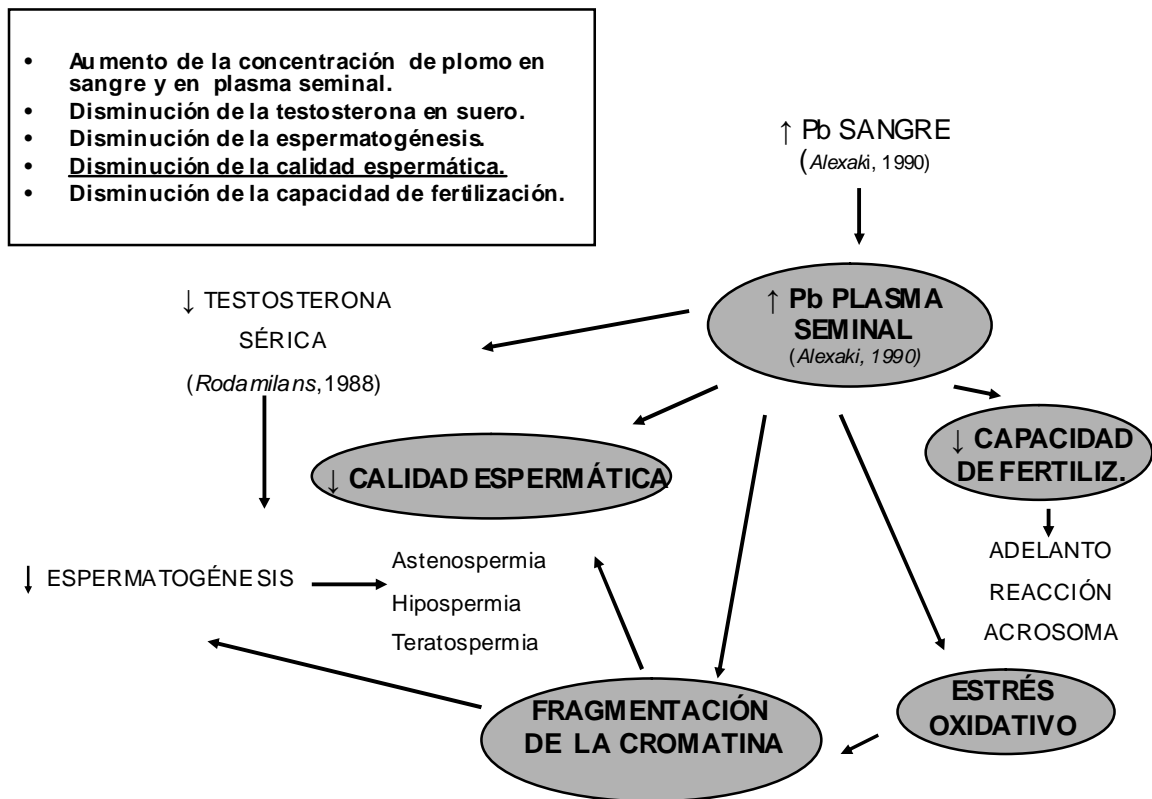 • Aumento de la concentración de plomo en
sangre y en plasma seminal.
• Disminución de la testosterona en suero.
• Disminución de la espermatogénesis.
• Disminución de la calidad espermática.
• Disminución de la capacidad de fertilización.
↑ Pb SANGRE
(Alexaki, 1990)
↑ Pb PLASMA
SEMINAL
(Alexaki, 1990)
↓ TESTOSTERONA
SÉRICA
(Rodamilans, 1988)
↓ CAPACIDAD
DE FERTILIZ.
↓ CALIDAD ESPERMÁTICA
ADELANTO
REACCIÓN
ACROSOMA
↓ ESPERMATOGÉNESIS
Astenospermia
Hipospermia
Teratospermia
FRAGMENTACIÓN
DE LA CROMATINA
ESTRÉS
OXIDATIVO